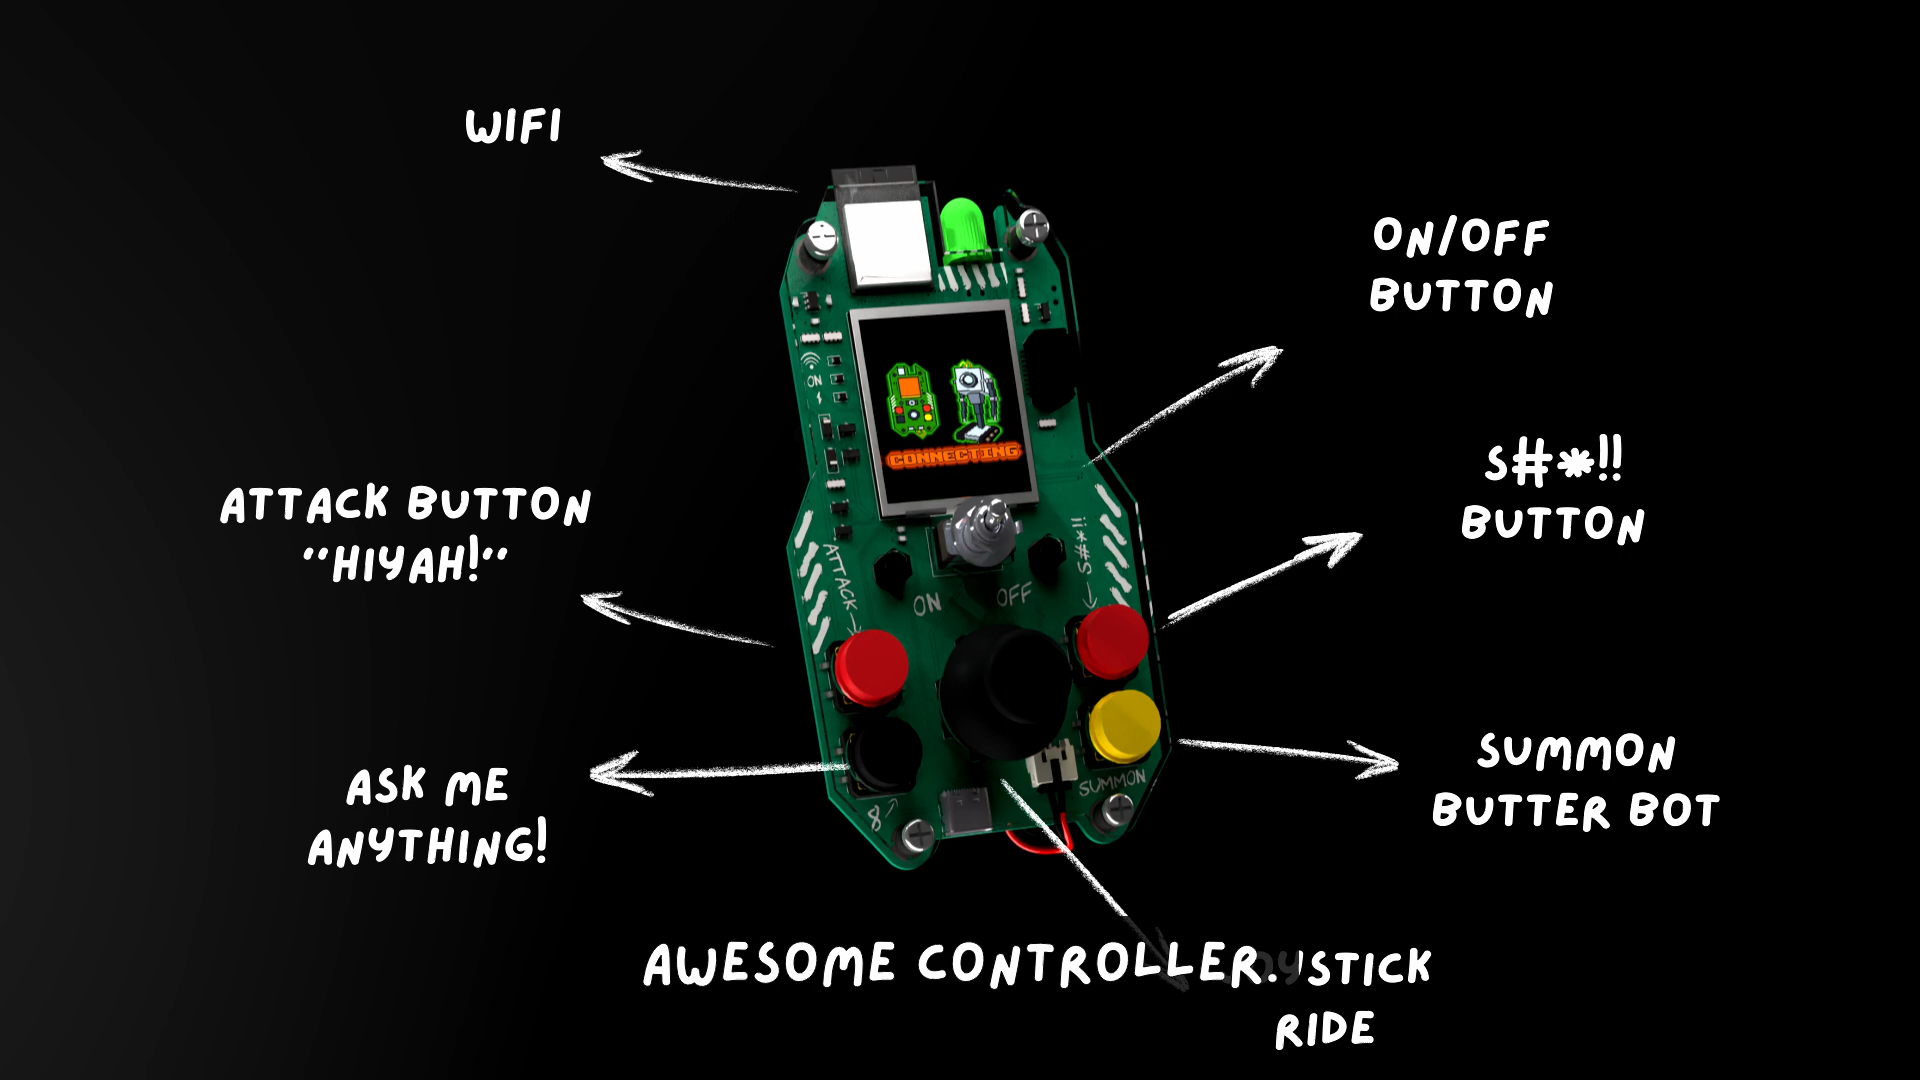 WIFI
ON/OFF
BUTTON
S#*!!
BUTTON
ATTACK BUTTON
“HIYAH!“
ASK ME
ANYTHING!
SUMMON
BUTTER BOT
AWESOME CONTROLLER.
STICK
RIDE
ON
CONNECTING
ATTACK
S#*!!
ON
OFF
SUMMON
8